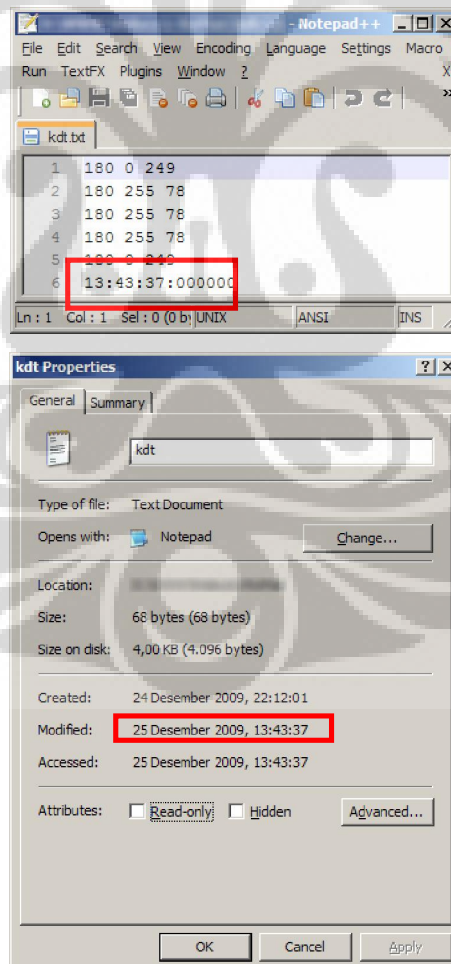 - Notepad++
File Edit Search View Encoding Language Settings Macro
Run TextFX Plugins Window ? X
»
kdt.txt
1 180 0 249
2 180 255 78
3 180 255 78
4 180 255 78
5 180 0 249
6 13:43:37:000000
Ln : 1 Col : 1 Sel : 0 (0 b UNIX ANSI INS
kdt Properties
General Summary
kdt
Type of file: Text Document
Opens with: Notepad Change...
Location:
Size: 68 bytes (68 bytes)
Size on disk: 4,00 KB (4.096 bytes)
Created: 24 Desember 2009, 22:12:01
Modified: 25 Desember 2009, 13:43:37
Accessed: 25 Desember 2009, 13:43:37
Attributes: Read-only Hidden Advanced...
OK Cancel Apply